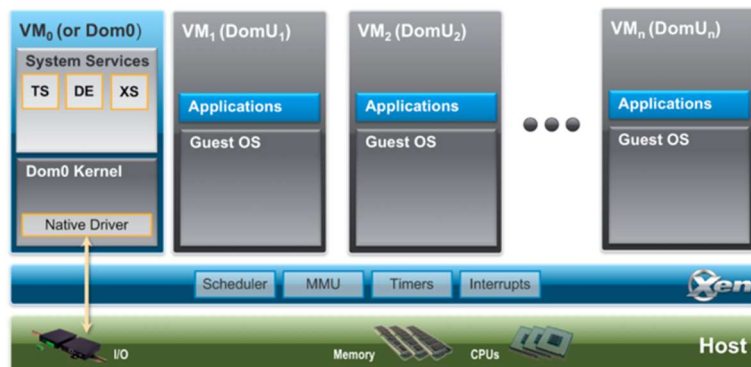 VM0 (or Dom0)
System Services
TS DE XS
Dom0 Kernel
Native Driver
VM1 (DomU1)
Applications
Guest OS
VM2 (DomU2)
Applications
Guest OS
VMn (DomUn)
Applications
Guest OS
Scheduler MMU Timers Interrupts
Xen
I/O Memory CPUs Host